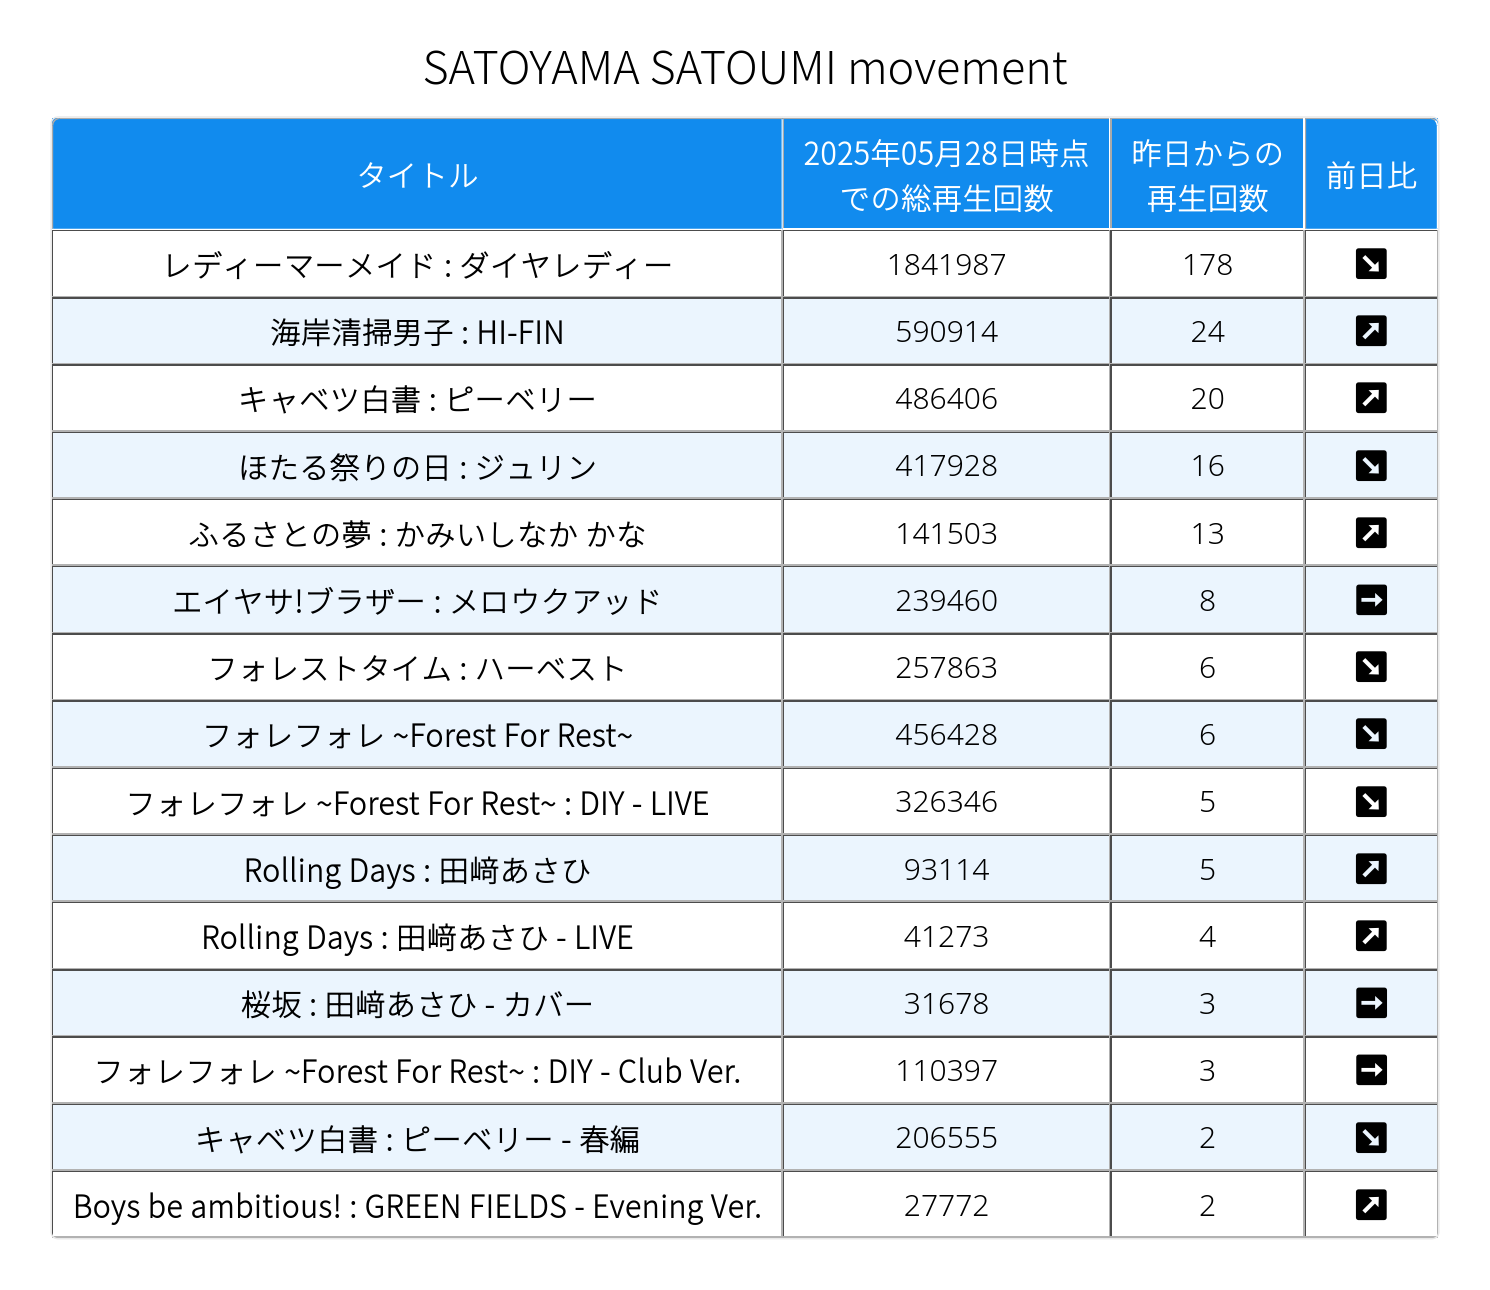 SATOYAMA SATOUMI movement
タイトル 2025年05月28日時点での総再生回数 昨日からの再生回数 前日比
レディーマーメイド : ダイヤレディー 1841987 178 ↘
海岸清掃男子 : HI-FIN 590914 24 ↗
キャベツ白書 : ピーベリー 486406 20 ↗
ほたる祭りの日 : ジュリン 417928 16 ↘
ふるさとの夢 : かみいしなか かな 141503 13 ↗
エイヤサ!ブラザー : メロウクアッド 239460 8 →
フォレストタイム : ハーベスト 257863 6 ↘
フォレフォレ ~Forest For Rest~ 456428 6 ↘
フォレフォレ ~Forest For Rest~ : DIY - LIVE 326346 5 ↘
Rolling Days : 田﨑あさひ 93114 5 ↗
Rolling Days : 田﨑あさひ - LIVE 41273 4 ↗
桜坂 : 田﨑あさひ - カバー 31678 3 →
フォレフォレ ~Forest For Rest~ : DIY - Club Ver. 110397 3 →
キャベツ白書 : ピーベリー - 春編 206555 2 ↘
Boys be ambitious! : GREEN FIELDS - Evening Ver. 27772 2 ↗